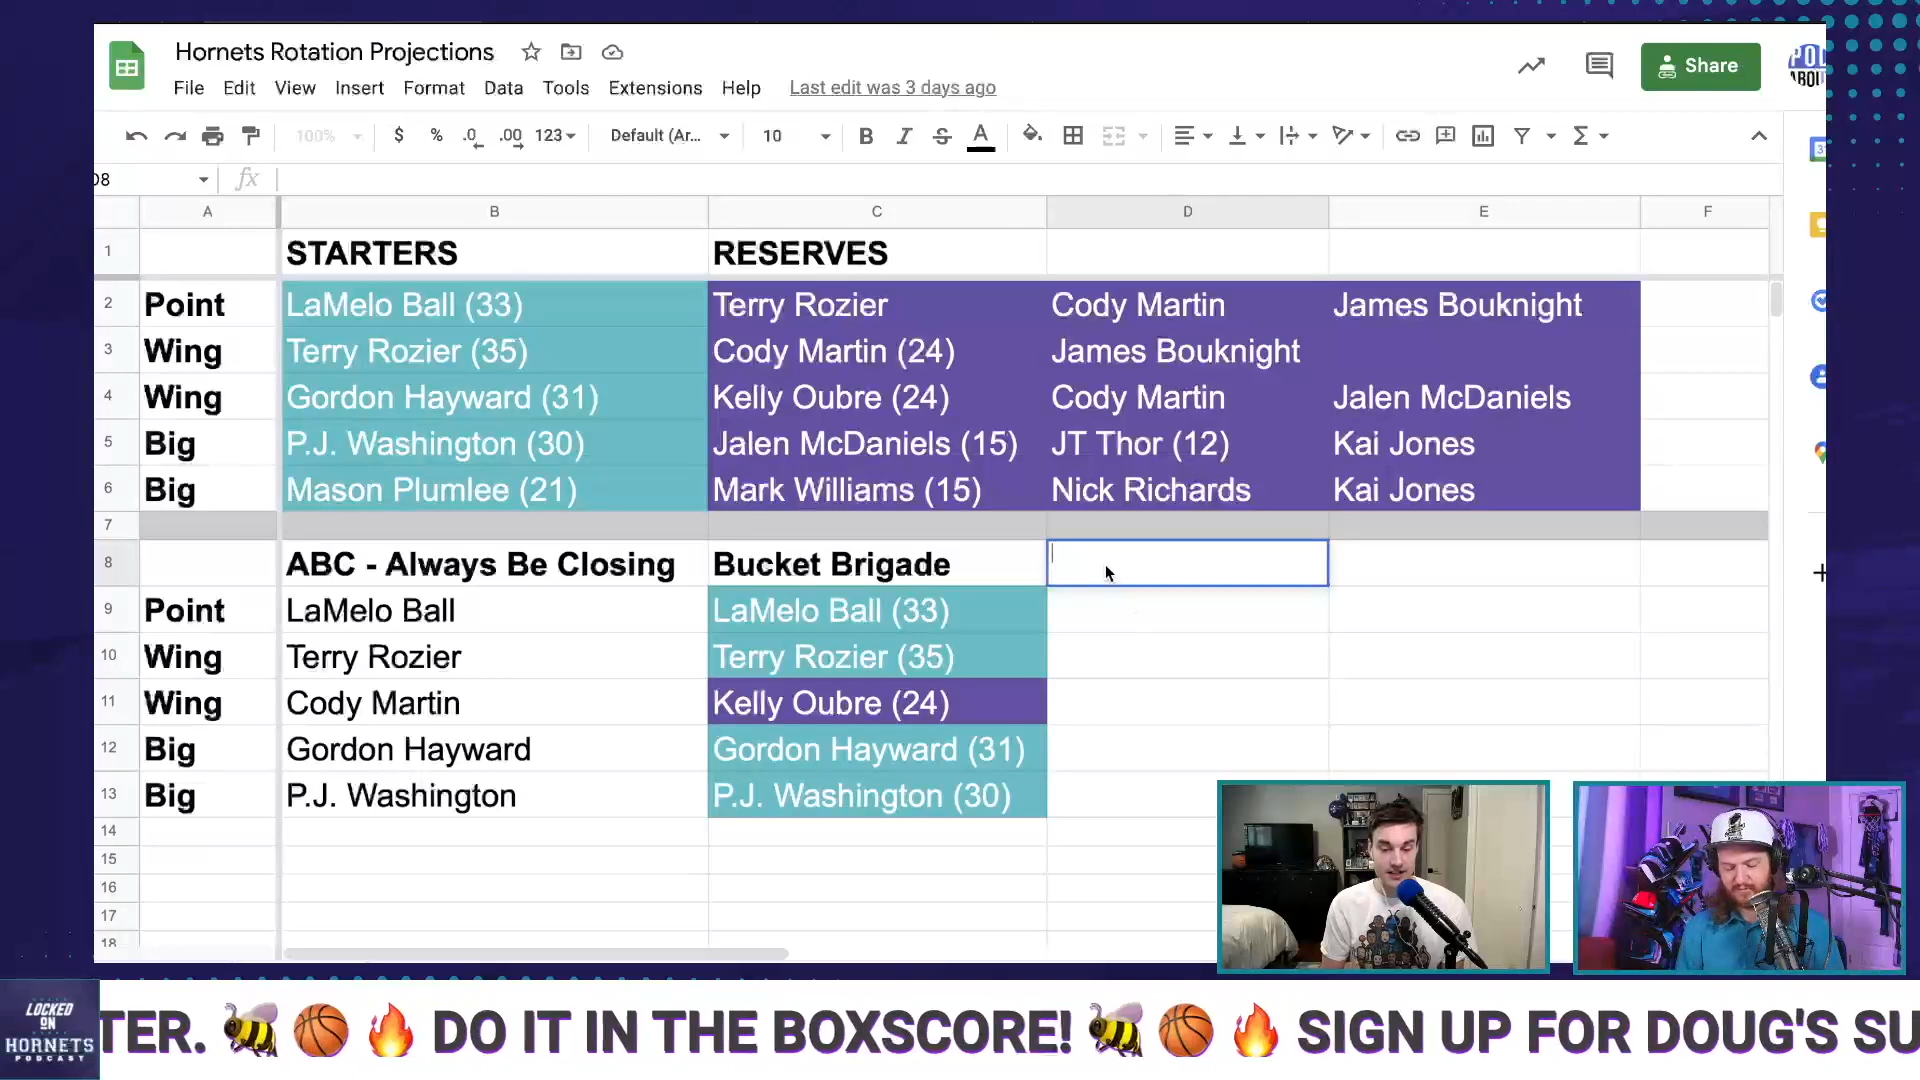 Hornets Rotation Projections
File Edit View Insert Format Data Tools Extensions Help Last edit was 3 days ago
Share
100% $ % .0 .00 123 Default (Ar... 10 B I S A
D8 fx
A B C D E F
1 STARTERS RESERVES
2 Point LaMelo Ball (33) Terry Rozier Cody Martin James Bouknight
3 Wing Terry Rozier (35) Cody Martin (24) James Bouknight
4 Wing Gordon Hayward (31) Kelly Oubre (24) Cody Martin Jalen McDaniels
5 Big P.J. Washington (30) Jalen McDaniels (15) JT Thor (12) Kai Jones
6 Big Mason Plumlee (21) Mark Williams (15) Nick Richards Kai Jones
7
8 ABC - Always Be Closing Bucket Brigade
9 Point LaMelo Ball LaMelo Ball (33)
10 Wing Terry Rozier Terry Rozier (35)
11 Wing Cody Martin Kelly Oubre (24)
12 Big Gordon Hayward Gordon Hayward (31)
13 Big P.J. Washington P.J. Washington (30)
14
15
16
17
18
LOCKED
ON
HORNETS
PODCAST
TER. DO IT IN THE BOXSCORE! SIGN UP FOR DOUG'S SU